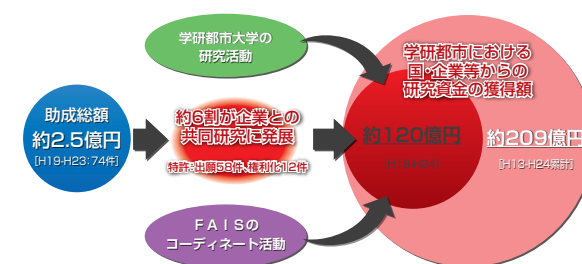 学研都市大学の
研究活動
助成総額
約2.5億円
[H19-H23:74件]
約6割が企業との
共同研究に発展
特許:出願58件、権利化12件
FAISの
コーディネート活動
学研都市における
国・企業等からの
研究資金の獲得額
約120億円
約209億円
[H13-H24累計]